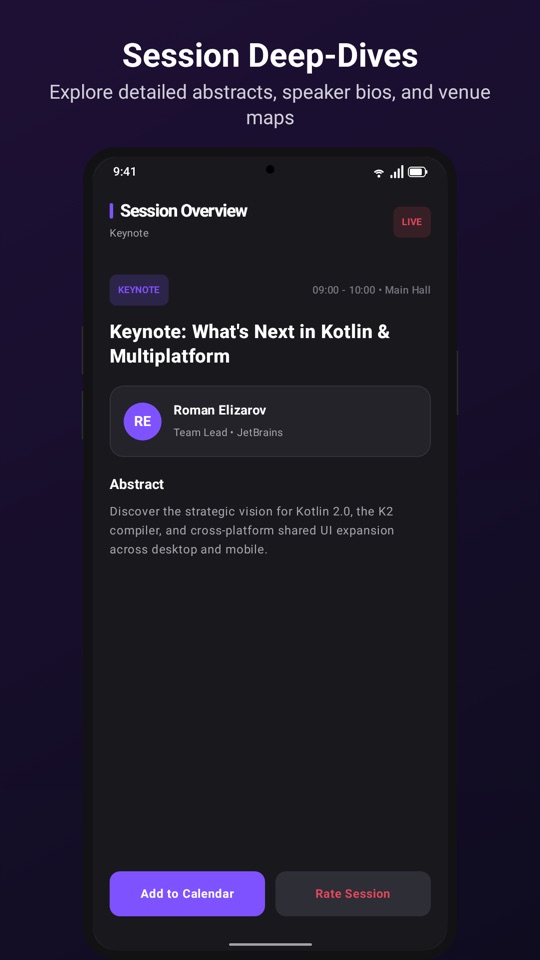 Session Deep-Dives
Explore detailed abstracts, speaker bios, and venue
maps
9:41
Session Overview
Keynote
LIVE
KEYNOTE
09:00 - 10:00 • Main Hall
Keynote: What's Next in Kotlin &
Multiplatform
RE
Roman Elizarov
Team Lead • JetBrains
Abstract
Discover the strategic vision for Kotlin 2.0, the K2
compiler, and cross-platform shared UI expansion
across desktop and mobile.
Add to Calendar
Rate Session